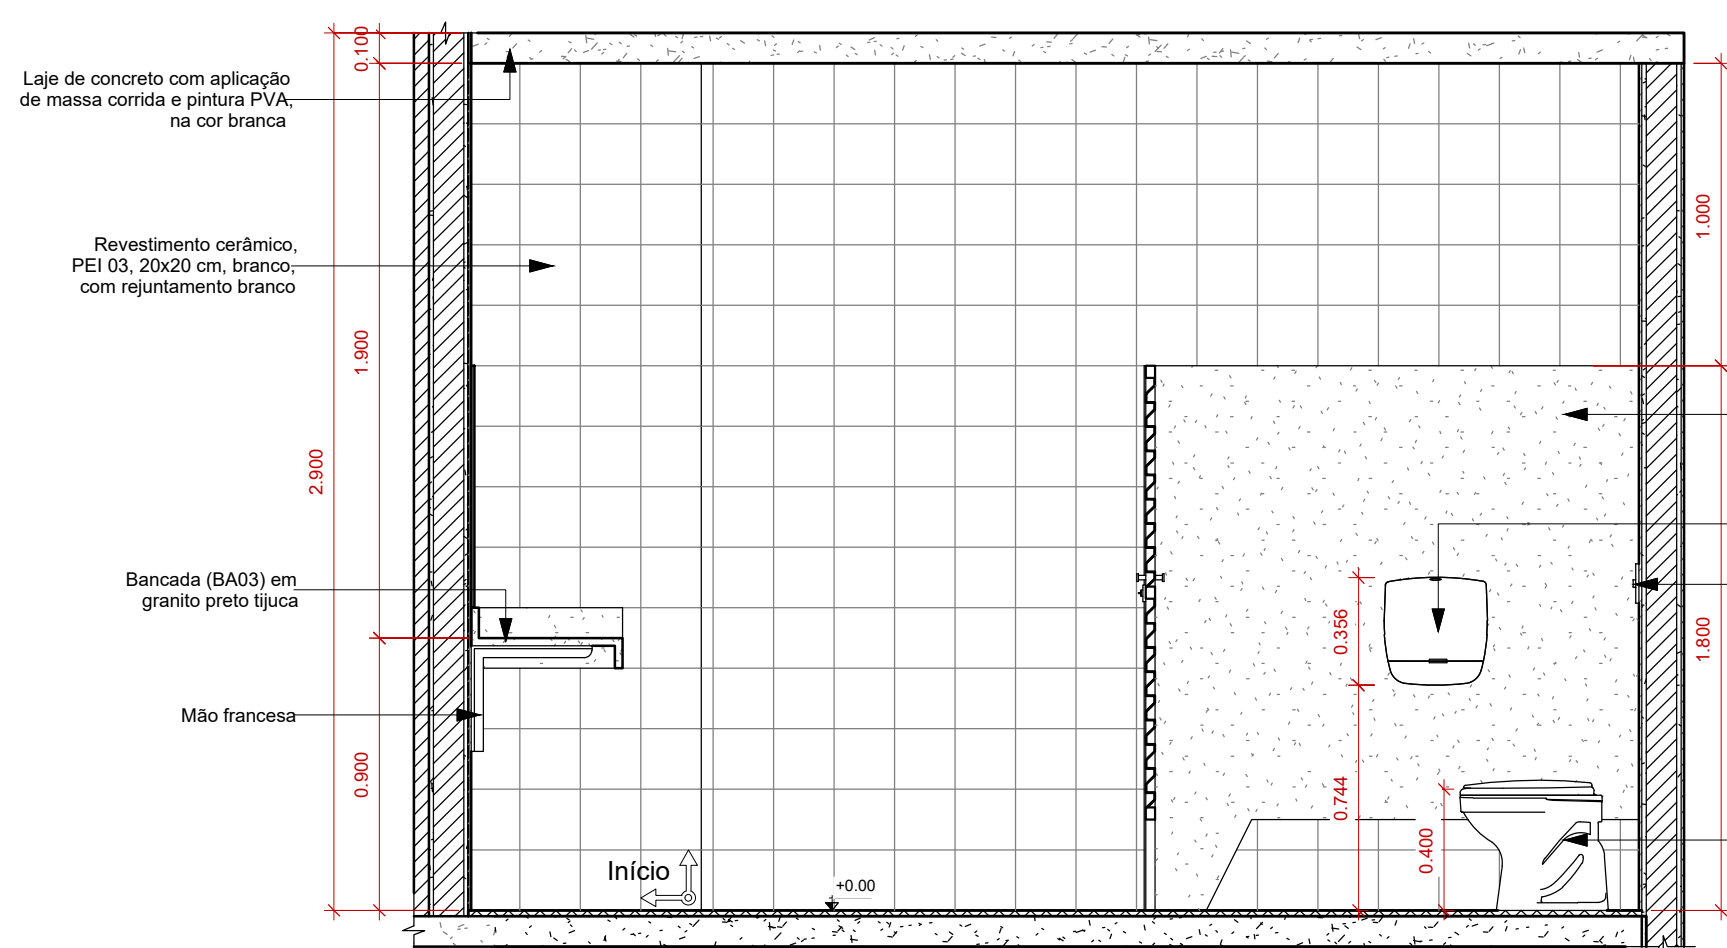 0.100
Laje de concreto com aplicação
de massa corrida e pintura PVA,
na cor branca
1.000
Revestimento cerâmico,
PEI 03, 20x20 cm, branco,
com rejuntamento branco
1.900
2.900
Bancada (BA03) em
granito preto tijuca
0.356
1.800
Mão francesa
0.900
0.744
0.400
Início
+0.00